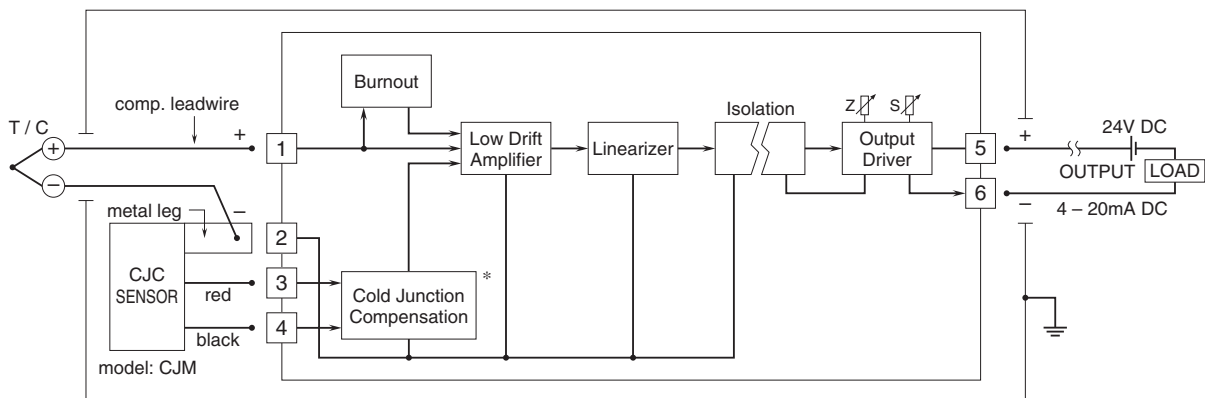 T / C
comp. leadwire
+
−
+
1
Burnout
Low Drift
Amplifier
Linearizer
Isolation
Z
S
Output
Driver
5
6
+
−
24V DC
OUTPUT
LOAD
4 – 20mA DC
metal leg
−
2
CJC
SENSOR
red
3
black
4
Cold Junction
Compensation
*
model: CJM